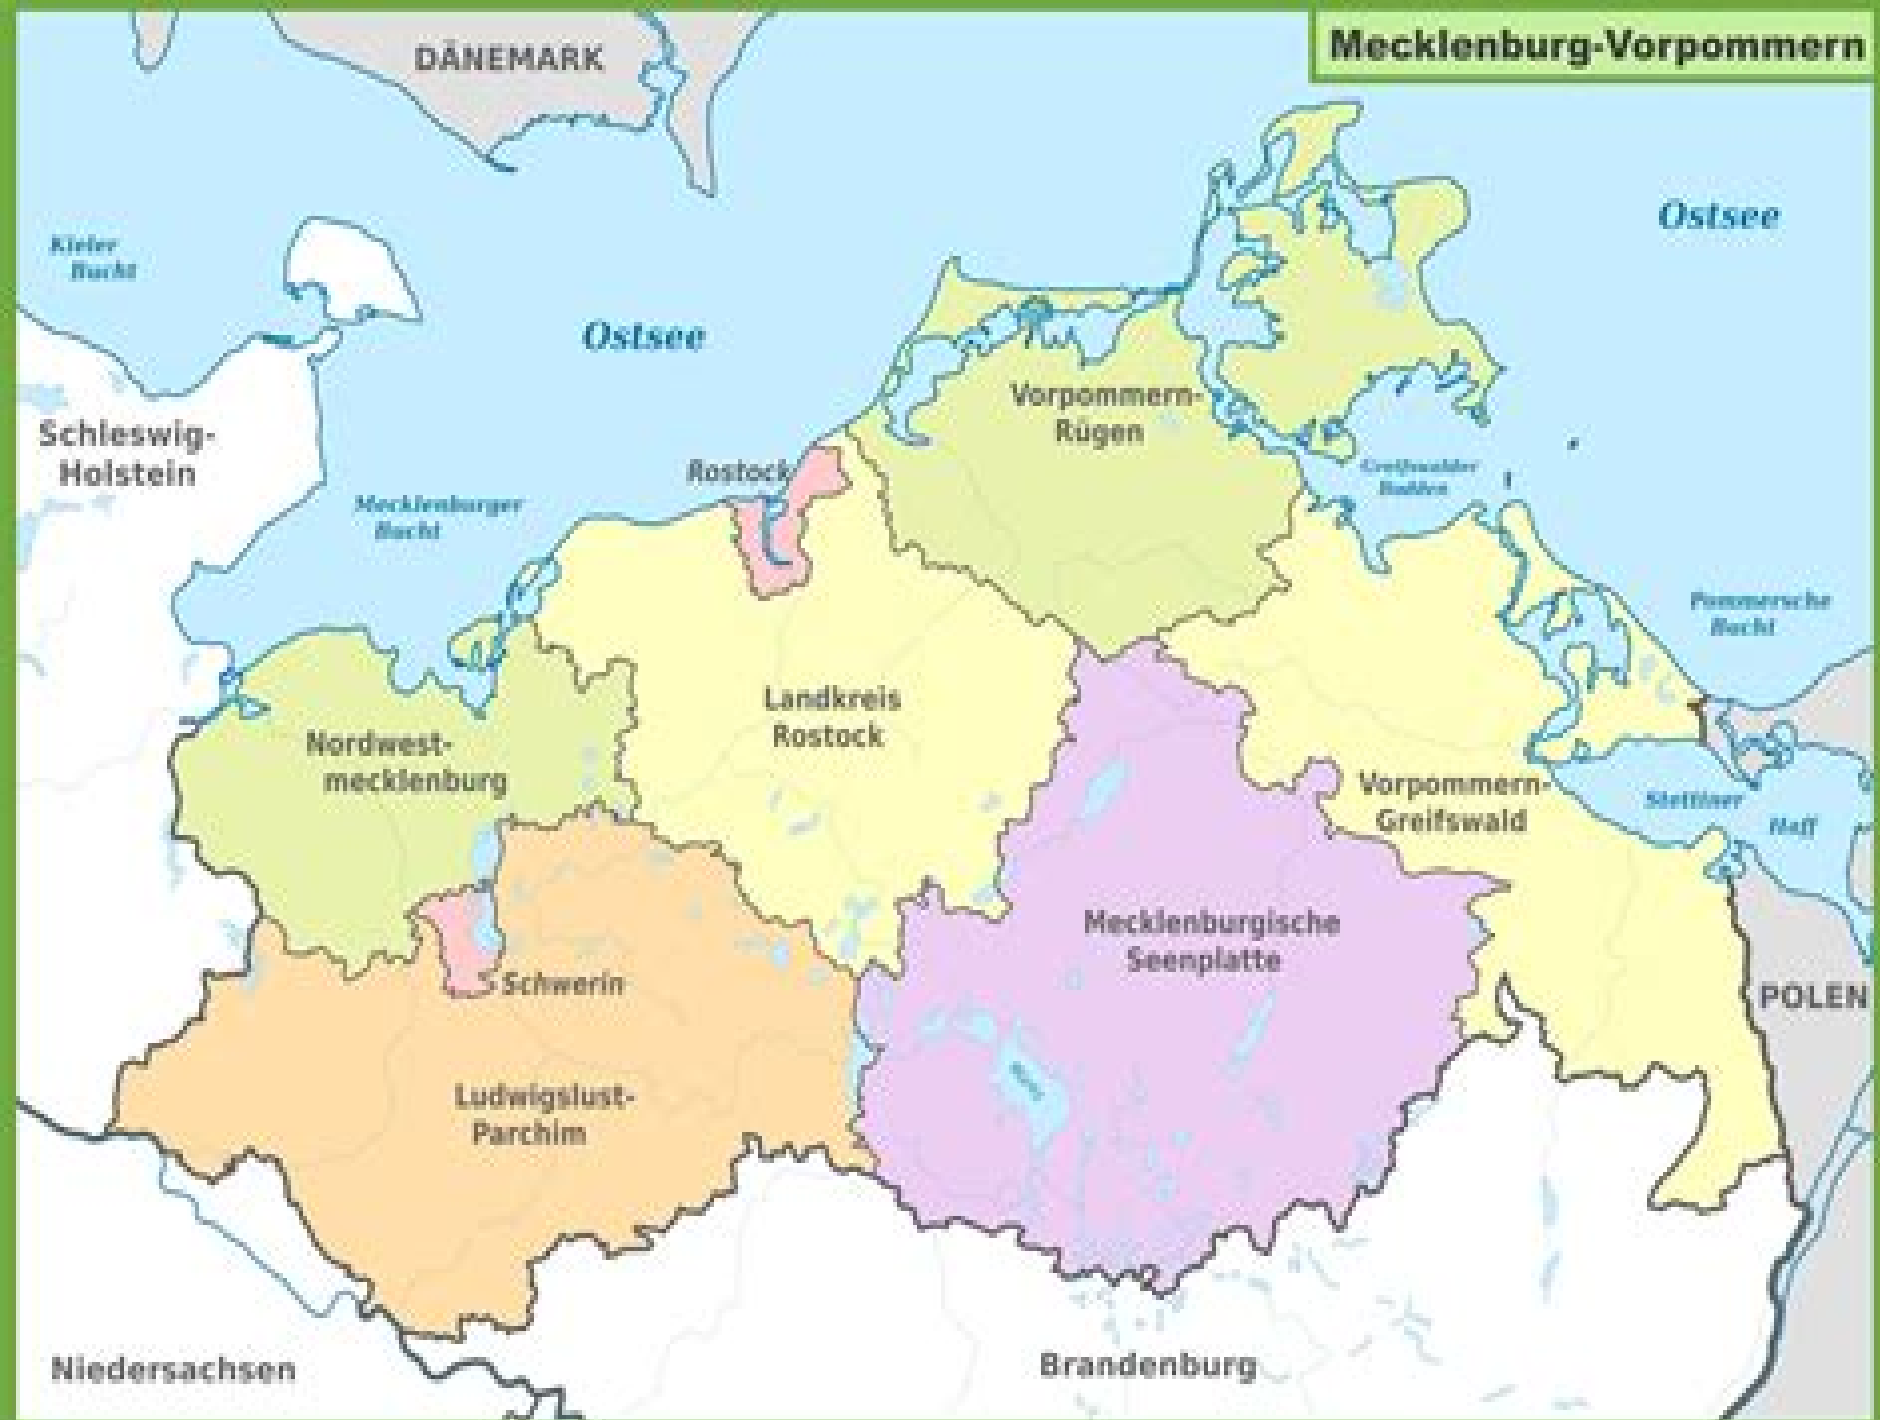 DÄNEMARK
Mecklenburg-Vorpommern
Ostsee
Kieler
Bucht
Ostsee
Vorpommern-
Rügen
Schleswig-
Holstein
Rostock
Greifswalder
Bodden
Mecklenburger
Bucht
Pommersche
Bucht
Landkreis
Rostock
Nordwest-
mecklenburg
Vorpommern-
Greifswald
Stettiner
Haff
Mecklenburgische
Seenplatte
Schwerin
POLEN
Müritz
Ludwigslust-
Parchim
Niedersachsen
Brandenburg